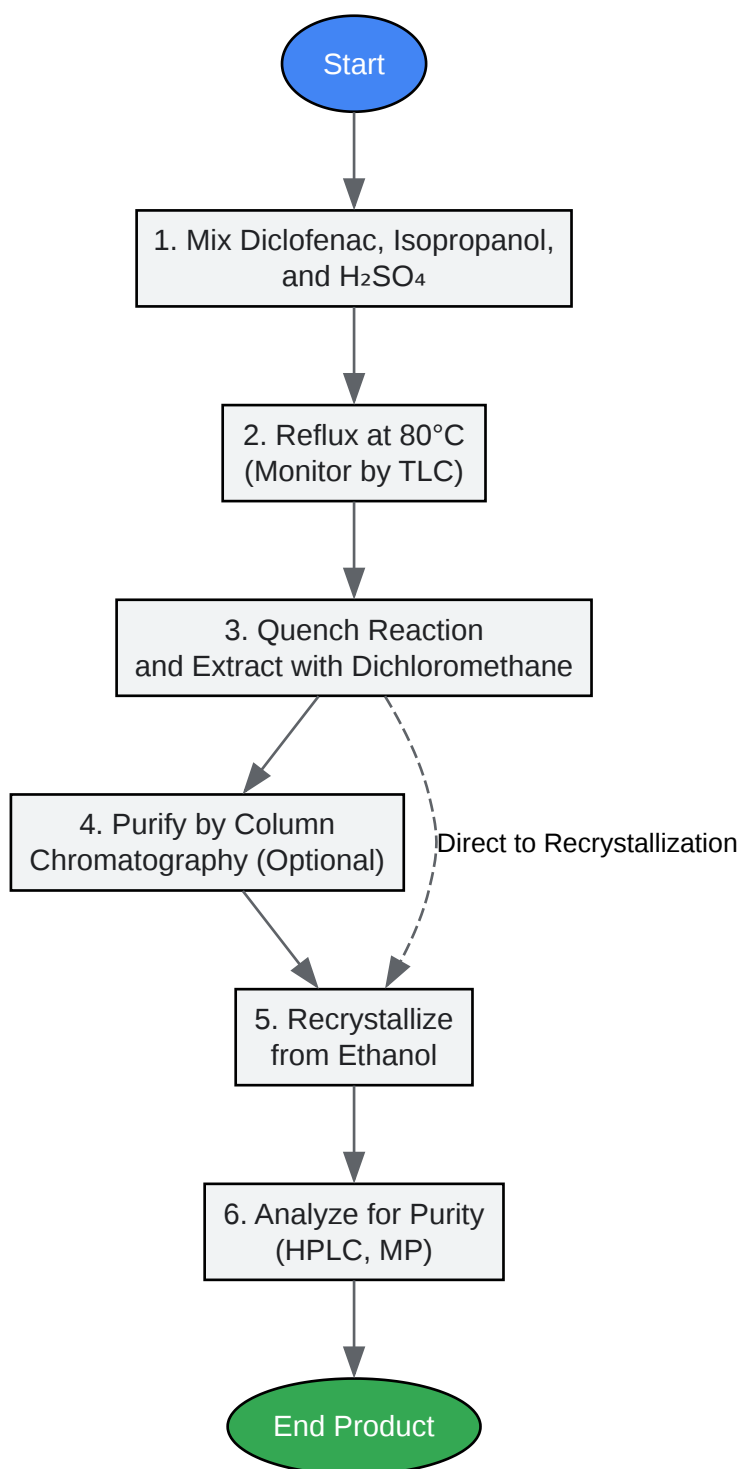 Start
1. Mix Diclofenac, Isopropanol,
and H₂SO₄
2. Reflux at 80°C
(Monitor by TLC)
3. Quench Reaction
and Extract with Dichloromethane
4. Purify by Column
Chromatography (Optional)
Direct to Recrystallization
5. Recrystallize
from Ethanol
6. Analyze for Purity
(HPLC, MP)
End Product